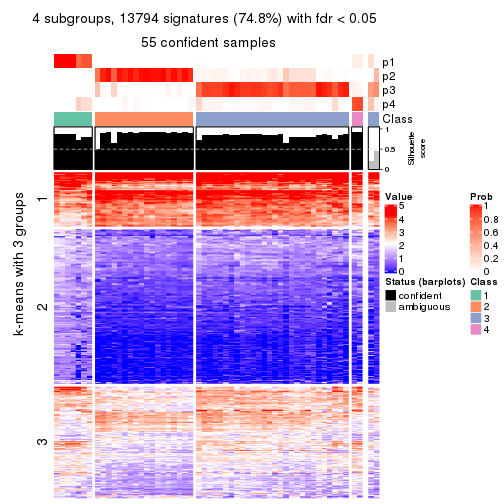 4 subgroups, 13794 signatures (74.8%) with fdr < 0.05
55 confident samples
p1
p2
p3
p4
Class
1
0.5
0
Silhouette
score
k-means with 3 groups
1
2
3
Value
5
4
3
2
1
0
Prob
1
0.8
0.6
0.4
0.2
0
Status (barplots)
confident
ambiguous
Class
1
2
3
4